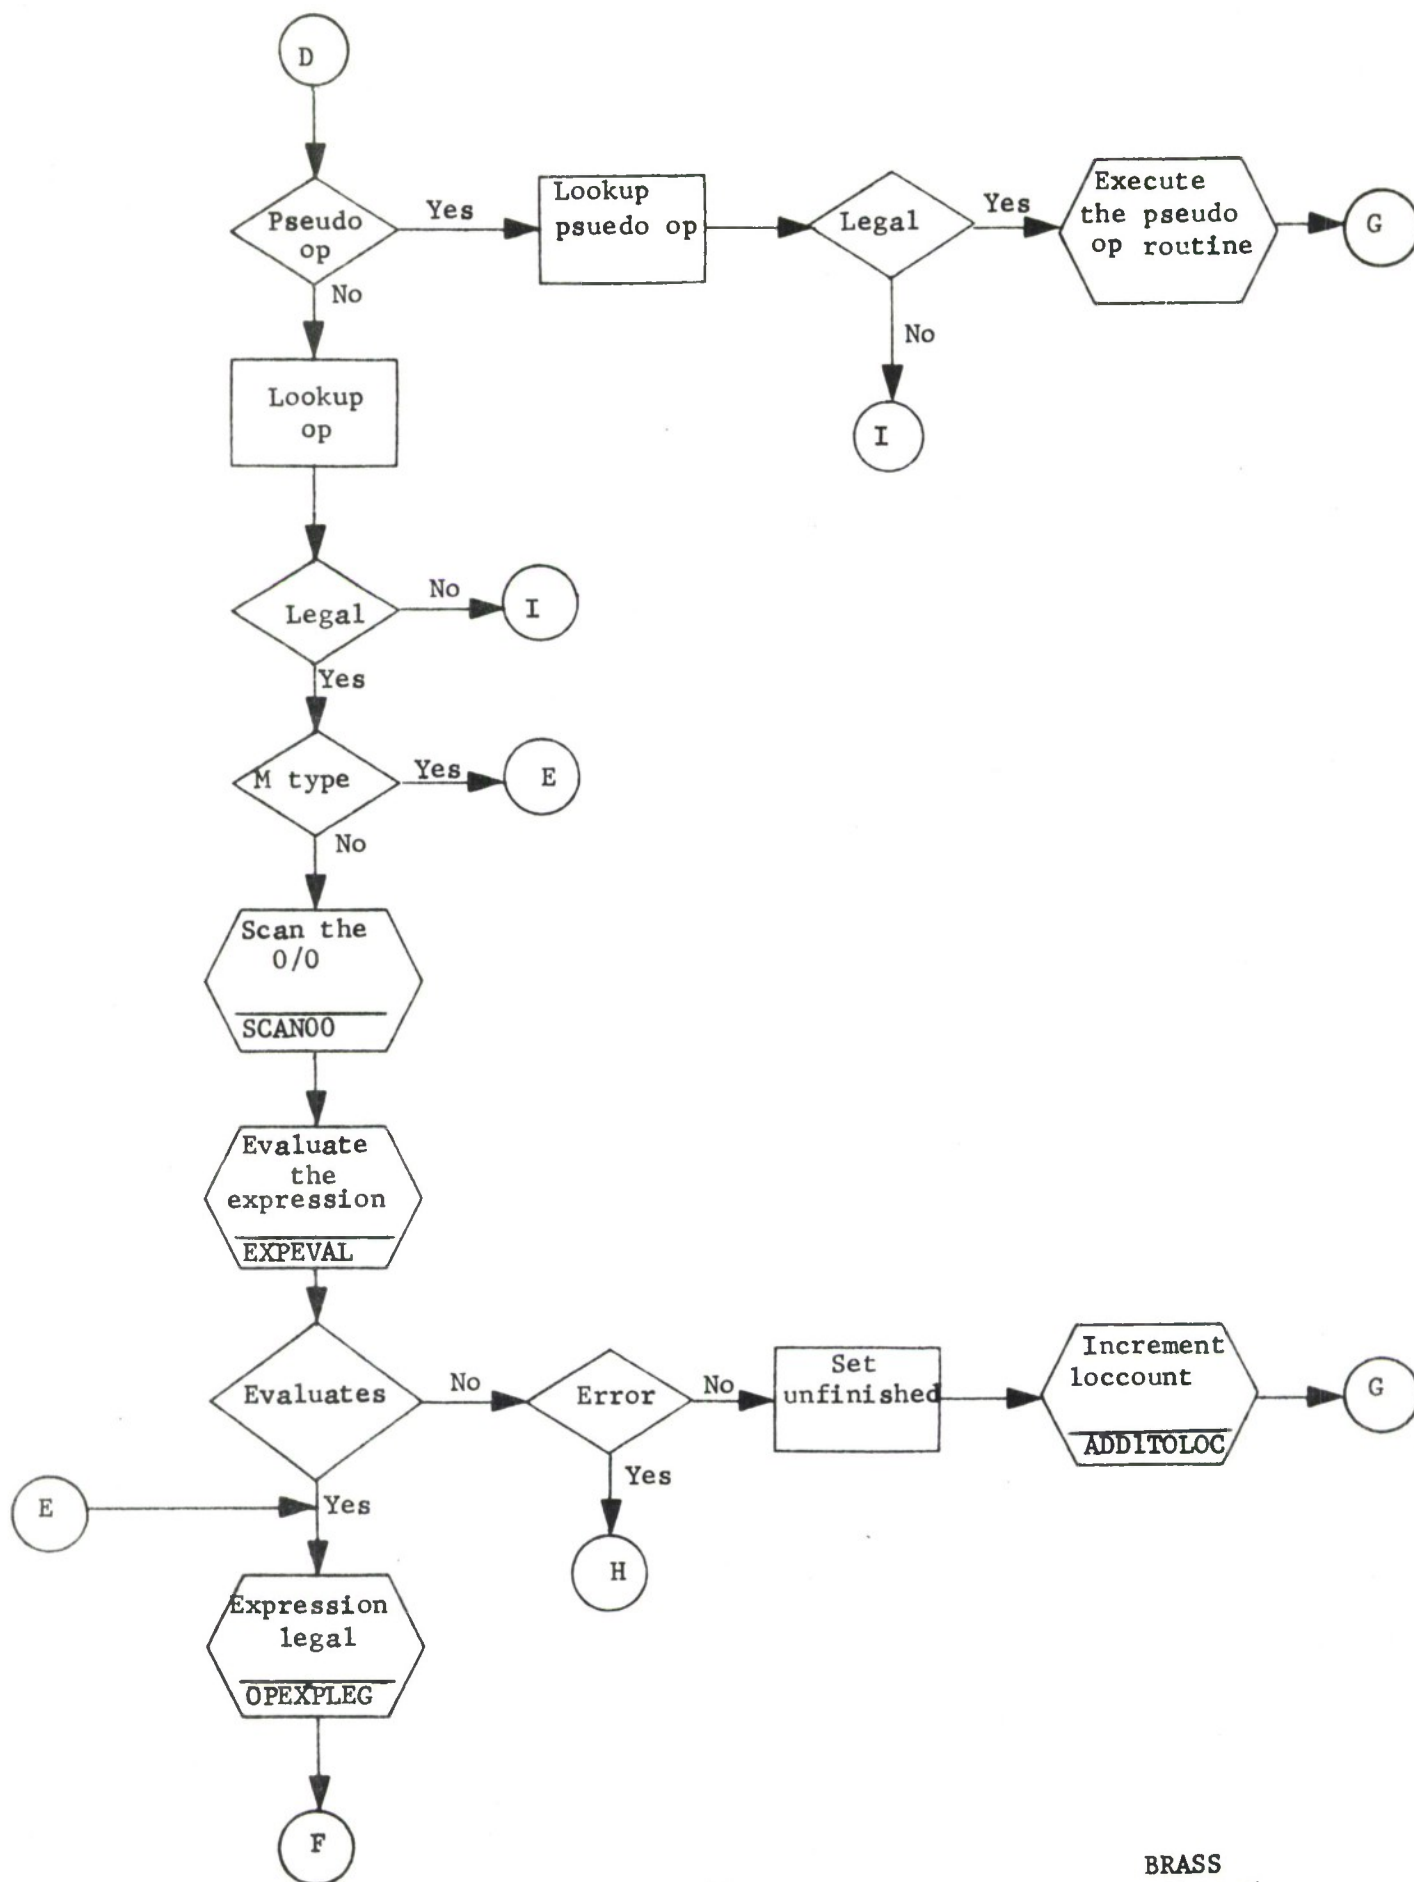 D
Pseudo
op
Yes
Lookup
psuedo op
Legal
Yes
Execute
the pseudo
op routine
G
No
No
I
Lookup
op
Legal
No
I
Yes
M type
Yes
E
No
Scan the
0/0
SCANOO
Evaluate
the
expression
EXPEVAL
Evaluates
No
Error
No
Set
unfinished
Increment
loccount
ADD1TOLOC
G
Yes
H
E
Yes
Expression
legal
OPEXPLEG
F
BRASS